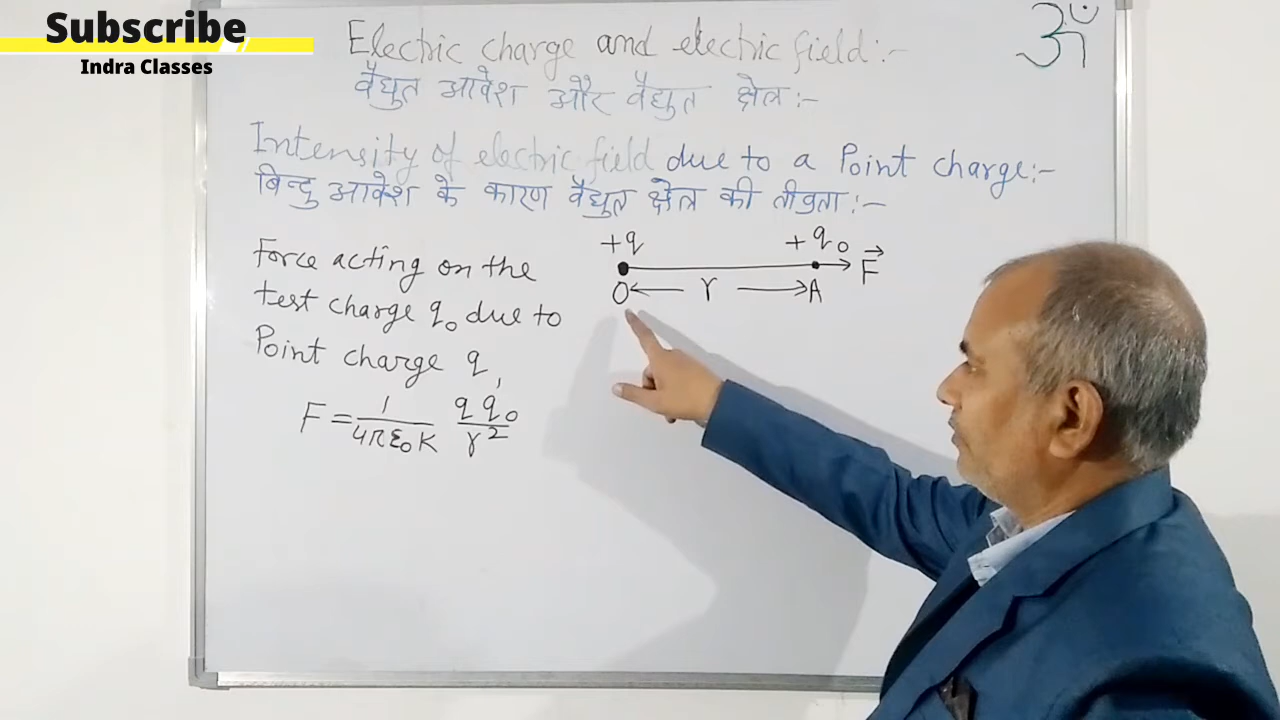 Subscribe
Indra Classes
ॐ
Electric charge and electric field:-
वैद्युत आवेश और वैद्युत क्षेत्र:-
Intensity of electric field due to a Point charge:-
बिन्दु आवेश के कारण वैद्युत क्षेत्र की तीव्रता:-
Force acting on the
test charge q₀ due to
Point charge q,
F = 1/4πε₀K qq₀/r²
+q +q₀
F⃗
O r A